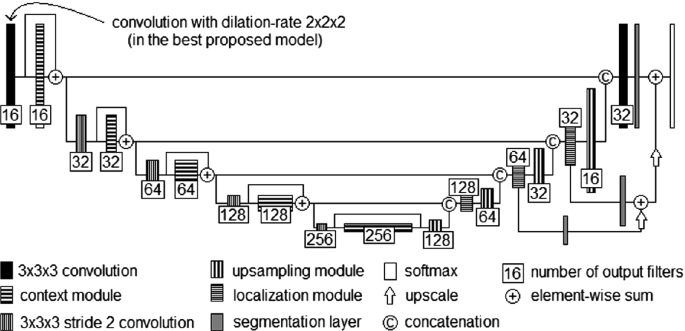 convolution with dilation-rate 2x2x2
(in the best proposed model)
16
16
32
32
64
64
128
128
256
256
128
128
64
64
32
32
16
32
C
C
C
C
3x3x3 convolution
context module
3x3x3 stride 2 convolution
upsampling module
localization module
segmentation layer
softmax
upscale
C concatenation
16 number of output filters
element-wise sum